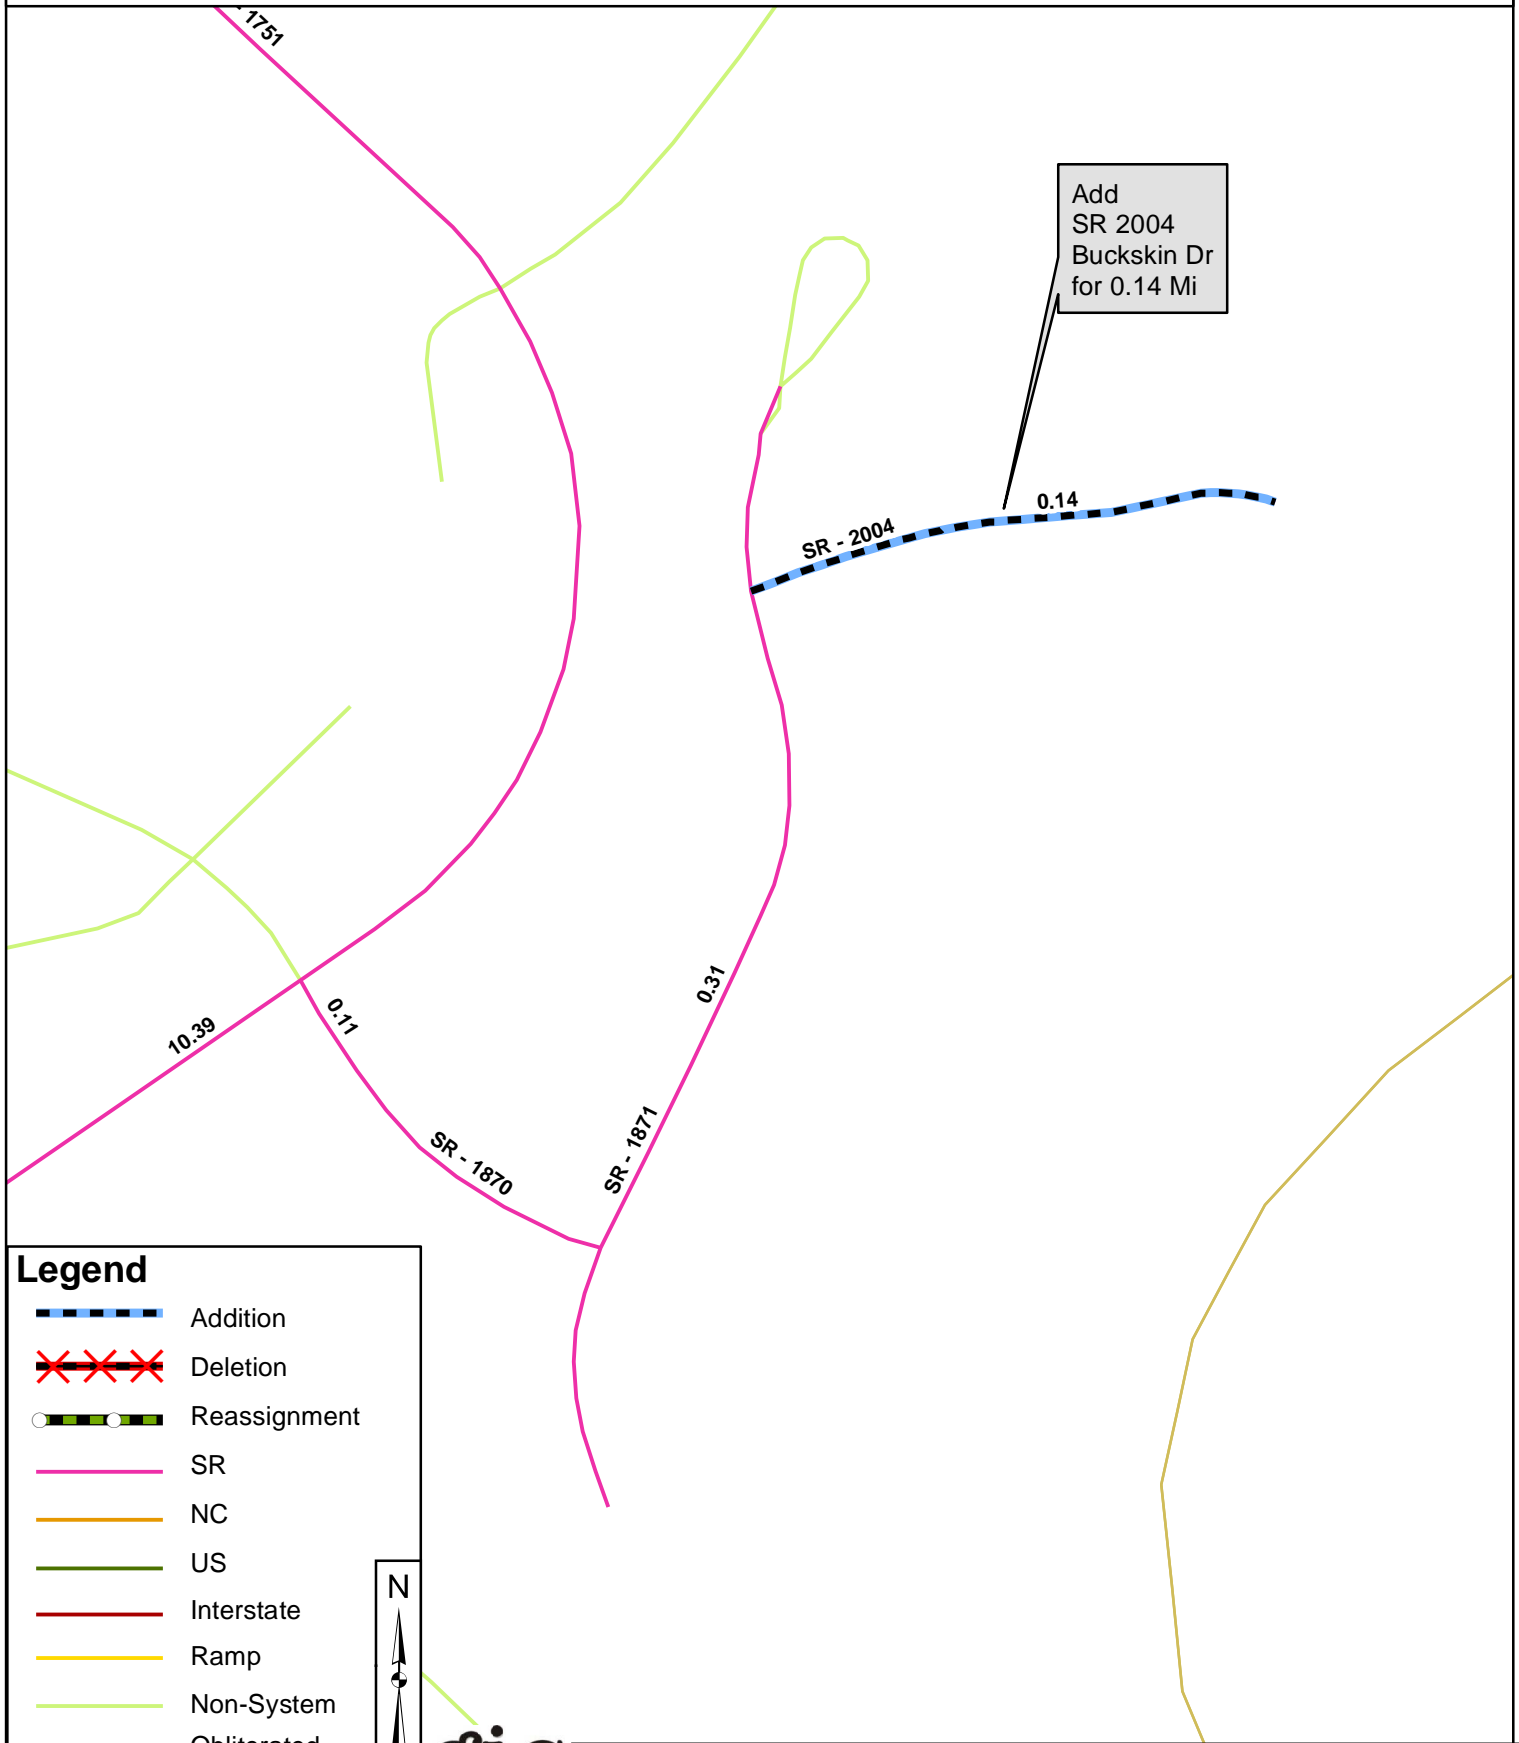 - 1751
Add
SR 2004
Buckskin Dr
for 0.14 Mi
0.14
SR - 2004
0.31
0.11
10.39
SR - 1870
SR - 1871
Legend
Addition
Deletion
Reassignment
SR
NC
US
Interstate
Ramp
Non-System
Obliterated
N